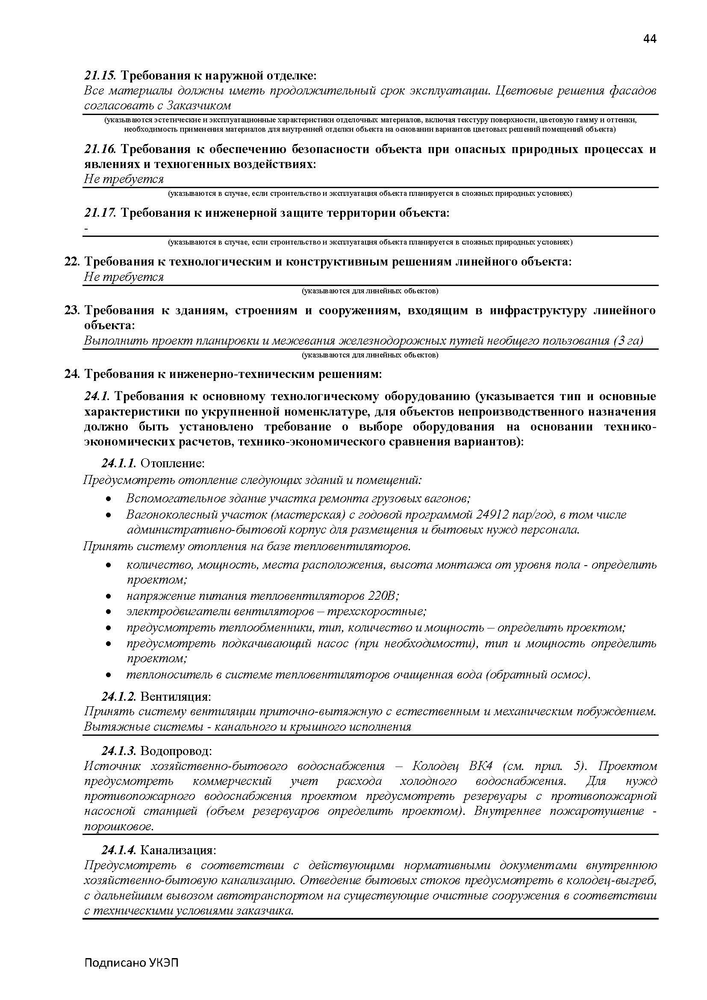 44
21.15. Требования к наружной отделке:
Все материалы должны иметь продолжительный срок эксплуатации. Цветовые решения фасадов
согласовать с Заказчиком
(указываются эстетические и эксплуатационные характеристики отделочных материалов, включая текстуру поверхности, цветовую гамму и оттенки,
необходимость применения материалов для внутренней отделки объекта на основании вариантов цветовых решений помещений объекта)
21.16. Требования к обеспечению безопасности объекта при опасных природных процессах и
явлениях и техногенных воздействиях:
Не требуется
(указываются в случае, если строительство и эксплуатация объекта планируется в сложных природных условиях)
21.17. Требования к инженерной защите территории объекта:
-
(указываются в случае, если строительство и эксплуатация объекта планируется в сложных природных условиях)
22. Требования к технологическим и конструктивным решениям линейного объекта:
Не требуется
(указываются для линейных объектов)
23. Требования к зданиям, строениям и сооружениям, входящим в инфраструктуру линейного
объекта:
Выполнить проект планировки и межевания железнодорожных путей необщего пользования (3 га)
(указываются для линейных объектов)
24. Требования к инженерно-техническим решениям:
24.1. Требования к основному технологическому оборудованию (указывается тип и основные
характеристики по укрупненной номенклатуре, для объектов непроизводственного назначения
должно быть установлено требование о выборе оборудования на основании технико-
экономических расчетов, технико-экономического сравнения вариантов):
24.1.1. Отопление:
Предусмотреть отопление следующих зданий и помещений:
• Вспомогательное здание участка ремонта грузовых вагонов;
• Вагоноколесный участок (мастерская) с годовой программой 24912 пар/год, в том числе
административно-бытовой корпус для размещения и бытовых нужд персонала.
Принять систему отопления на базе тепловентиляторов.
• количество, мощность, места расположения, высота монтажа от уровня пола - определить
проектом;
• напряжение питания тепловентиляторов 220В;
• электродвигатели вентиляторов – трехскоростные;
• предусмотреть теплообменники, тип, количество и мощность – определить проектом;
• предусмотреть подкачивающий насос (при необходимости), тип и мощность определить
проектом;
• теплоноситель в системе тепловентиляторов очищенная вода (обратный осмос).
24.1.2. Вентиляция:
Принять систему вентиляции приточно-вытяжную с естественным и механическим побуждением.
Вытяжные системы - канального и крышного исполнения
24.1.3. Водопровод:
Источник хозяйственно-бытового водоснабжения – Колодец ВК4 (см. прил. 5). Проектом
предусмотреть коммерческий учет расхода холодного водоснабжения. Для нужд
противопожарного водоснабжения проектом предусмотреть резервуары с противопожарной
насосной станцией (объем резервуаров определить проектом). Внутреннее пожаротушение -
порошковое.
24.1.4. Канализация:
Предусмотреть в соответствии с действующими нормативными документами внутреннюю
хозяйственно-бытовую канализацию. Отведение бытовых стоков предусмотреть в колодец-выгреб,
с дальнейшим вывозом автотранспортом на существующие очистные сооружения в соответствии
с техническими условиями заказчика.
Подписано УКЭП